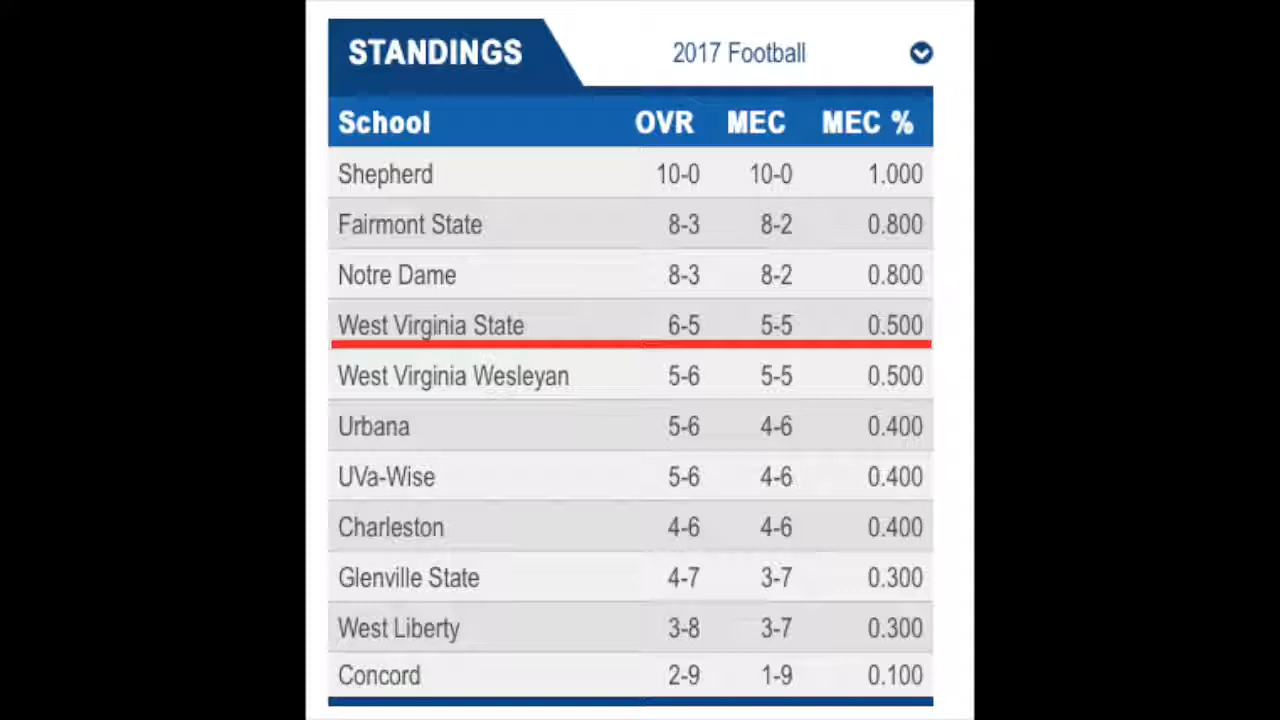 STANDINGS 2017 Football
School OVR MEC MEC %
Shepherd 10-0 10-0 1.000
Fairmont State 8-3 8-2 0.800
Notre Dame 8-3 8-2 0.800
West Virginia State 6-5 5-5 0.500
West Virginia Wesleyan 5-6 5-5 0.500
Urbana 5-6 4-6 0.400
UVa-Wise 5-6 4-6 0.400
Charleston 4-6 4-6 0.400
Glenville State 4-7 3-7 0.300
West Liberty 3-8 3-7 0.300
Concord 2-9 1-9 0.100